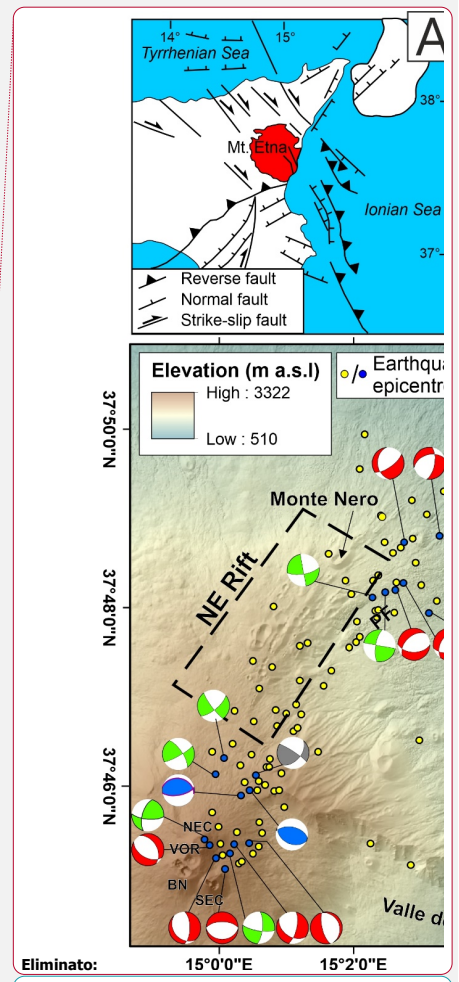 14°
15°
A
Tyrrhenian Sea
38°
Mt. Etna
Ionian Sea
37°
Reverse fault
Normal fault
Strike-slip fault
Elevation (m a.s.l)
High : 3322
Low : 510
/
Earthqua
epicentr
37°50'0"N
Monte Nero
NE Rift
37°48'0"N
PF
37°46'0"N
NEC
VOR
BN
SEC
Valle d
Eliminato:
15°0'0"E
15°2'0"E